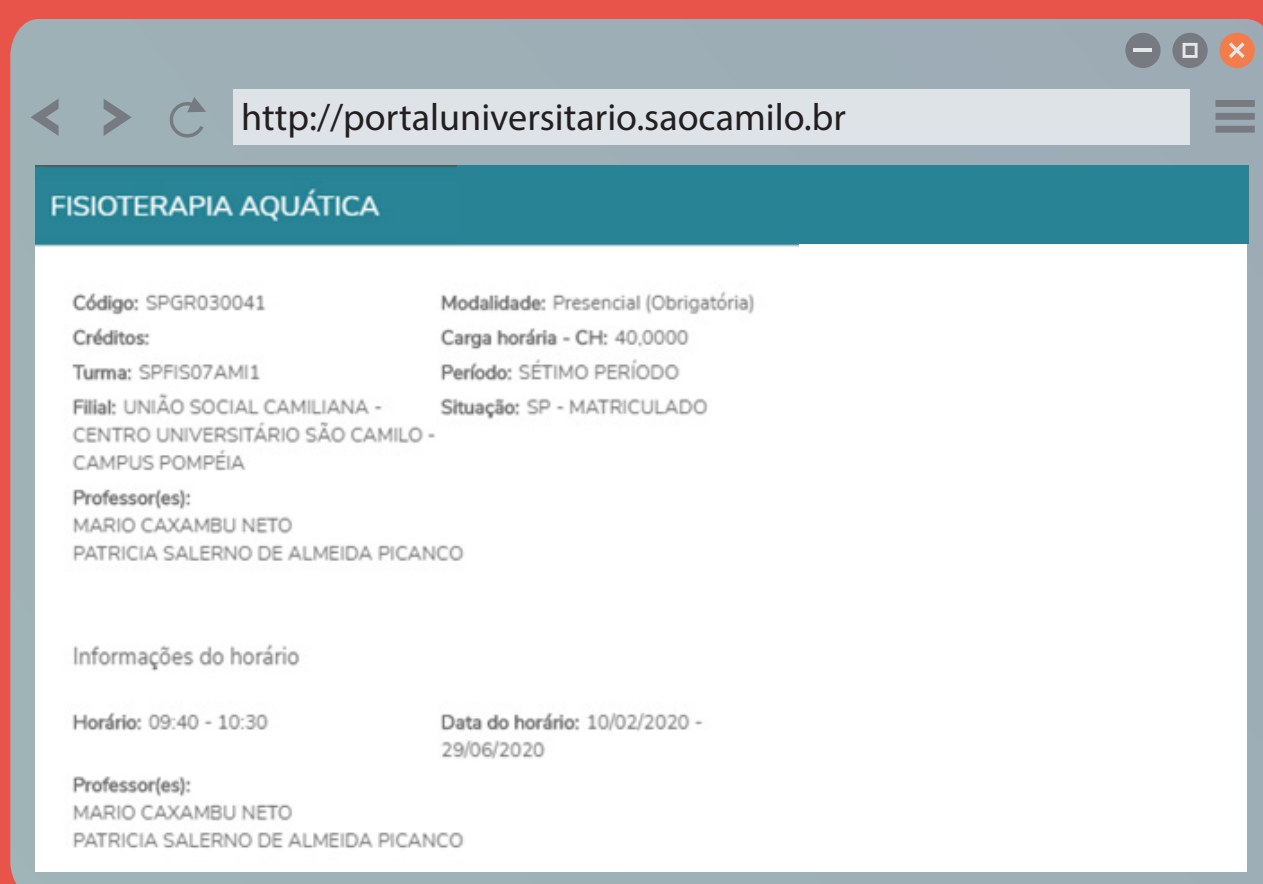 http://portaluniversitario.saocamilo.br
FISIOTERAPIA AQUÁTICA
Código: SPGR030041
Modalidade: Presencial (Obrigatória)
Créditos:
Carga horária - CH: 40,0000
Turma: SPFIS07AMI1
Período: SÉTIMO PERÍODO
Filial: UNIÃO SOCIAL CAMILIANA -
CENTRO UNIVERSITÁRIO SÃO CAMILO -
CAMPUS POMPÉIA
Situação: SP - MATRICULADO
Professor(es):
MARIO CAXAMBU NETO
PATRICIA SALERNO DE ALMEIDA PICANCO
Informações do horário
Horário: 09:40 - 10:30
Data do horário: 10/02/2020 -
29/06/2020
Professor(es):
MARIO CAXAMBU NETO
PATRICIA SALERNO DE ALMEIDA PICANCO